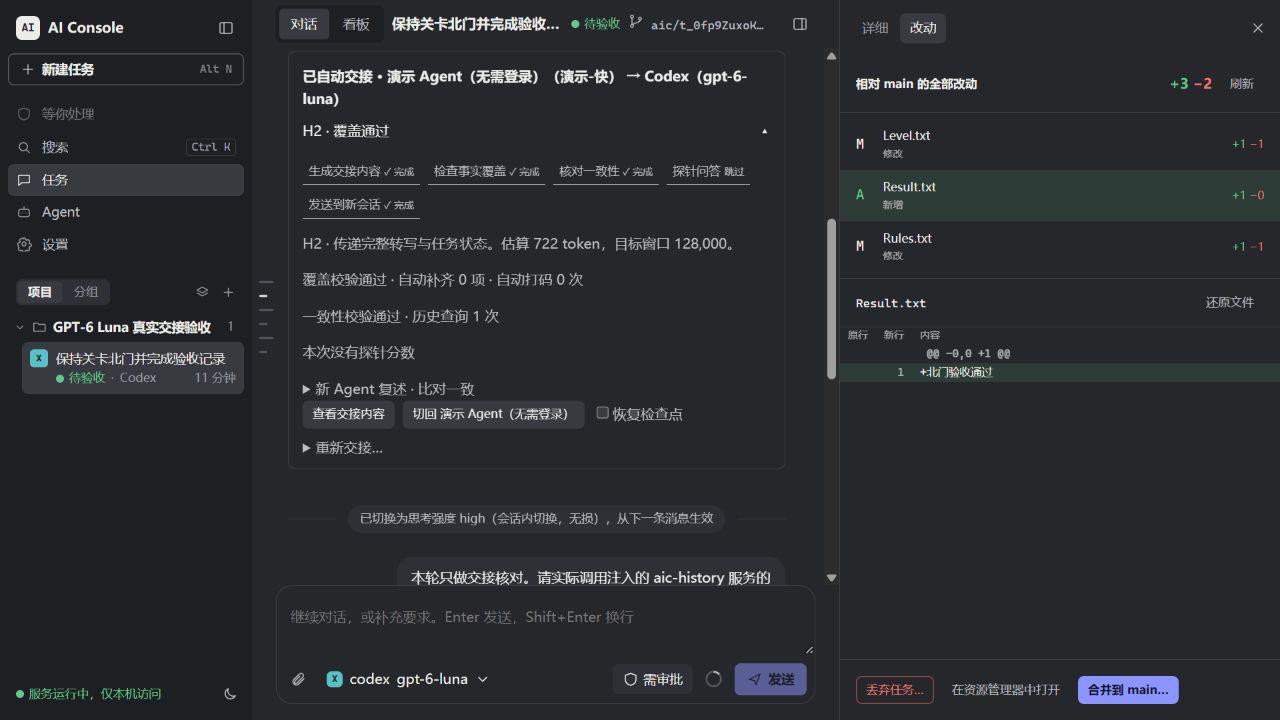 AI
AI Console
新建任务
Alt N
等你处理
搜索
Ctrl K
任务
Agent
设置
项目
分组
GPT-6 Luna 真实交接验收
1
保持关卡北门并完成验收记录
待验收 · Codex
11 分钟
服务运行中，仅本机访问
对话
看板
保持关卡北门并完成验收...
待验收
aic/t_0fp9ZuxoK…
已自动交接 • 演示 Agent（无需登录）（演示-快） → Codex（gpt-6-
luna）
H2 · 覆盖通过
生成交接内容 ✓ 完成
检查事实覆盖 ✓ 完成
核对一致性 ✓ 完成
探针问答 跳过
发送到新会话 ✓ 完成
H2 · 传递完整转写与任务状态。估算 722 token，目标窗口 128,000。
覆盖校验通过 · 自动补齐 0 项 · 自动打码 0 次
一致性校验通过 · 历史查询 1 次
本次没有探针分数
新 Agent 复述 · 比对一致
查看交接内容
切回 演示 Agent（无需登录）
恢复检查点
重新交接...
已切换为思考强度 high（会话内切换，无损），从下一条消息生效
本轮只做交接核对。请实际调用注入的 aic-history 服务的
继续对话，或补充要求。Enter 发送，Shift+Enter 换行
X
codex gpt-6-luna
需审批
发送
详细
改动
相对 main 的全部改动
+3 −2
刷新
M
Level.txt
修改
+1 −1
A
Result.txt
新增
+1 −0
M
Rules.txt
修改
+1 −1
Result.txt
还原文件
原行
新行
内容
@@ -0,0 +1 @@
1
+北门验收通过
丢弃任务...
在资源管理器中打开
合并到 main...